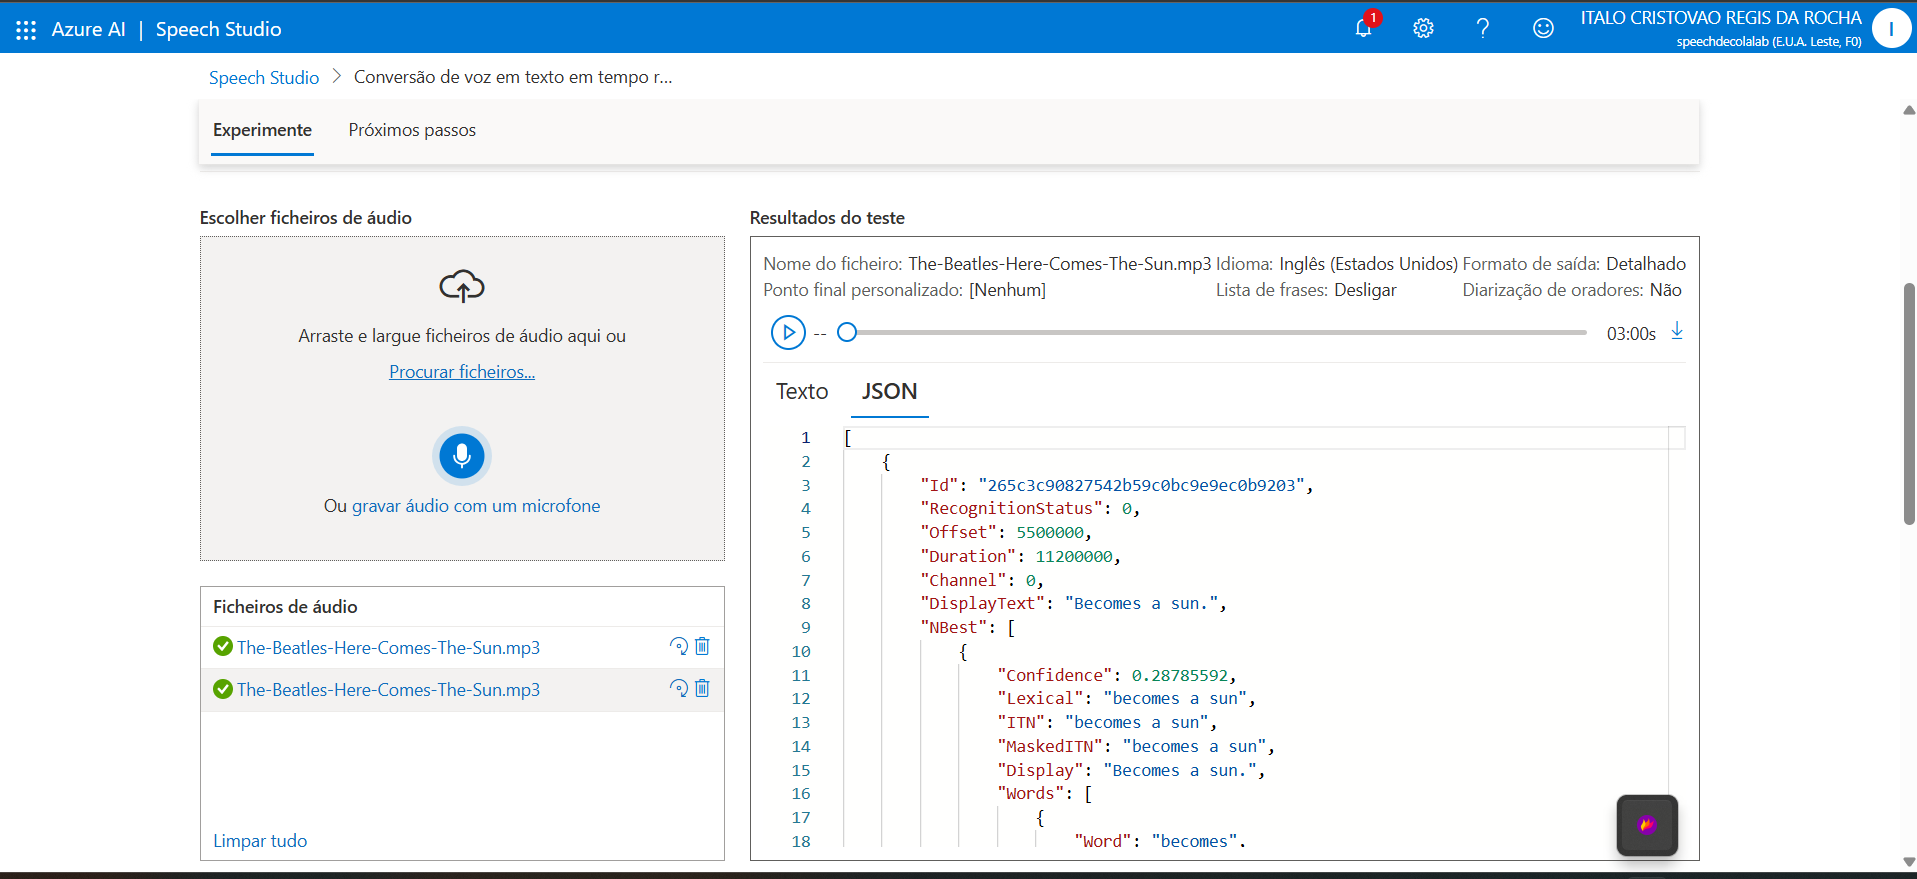 Azure AI | Speech Studio
1
ITALO CRISTOVAO REGIS DA ROCHA
speechdecolalab (E.U.A. Leste, F0)
I
Speech Studio > Conversão de voz em texto em tempo r...
Experimente Próximos passos
Escolher ficheiros de áudio
Arraste e largue ficheiros de áudio aqui ou
Procurar ficheiros...
Ou gravar áudio com um microfone
Ficheiros de áudio
The-Beatles-Here-Comes-The-Sun.mp3
The-Beatles-Here-Comes-The-Sun.mp3
Limpar tudo
Resultados do teste
Nome do ficheiro: The-Beatles-Here-Comes-The-Sun.mp3 Idioma: Inglês (Estados Unidos) Formato de saída: Detalhado
Ponto final personalizado: [Nenhum] Lista de frases: Desligar Diarização de oradores: Não
-- 03:00s
Texto JSON
1 [
2 {
3 "Id": "265c3c90827542b59c0bc9e9ec0b9203",
4 "RecognitionStatus": 0,
5 "Offset": 5500000,
6 "Duration": 11200000,
7 "Channel": 0,
8 "DisplayText": "Becomes a sun.",
9 "NBest": [
10 {
11 "Confidence": 0.28785592,
12 "Lexical": "becomes a sun",
13 "ITN": "becomes a sun",
14 "MaskedITN": "becomes a sun",
15 "Display": "Becomes a sun.",
16 "Words": [
17 {
18 "Word": "becomes",